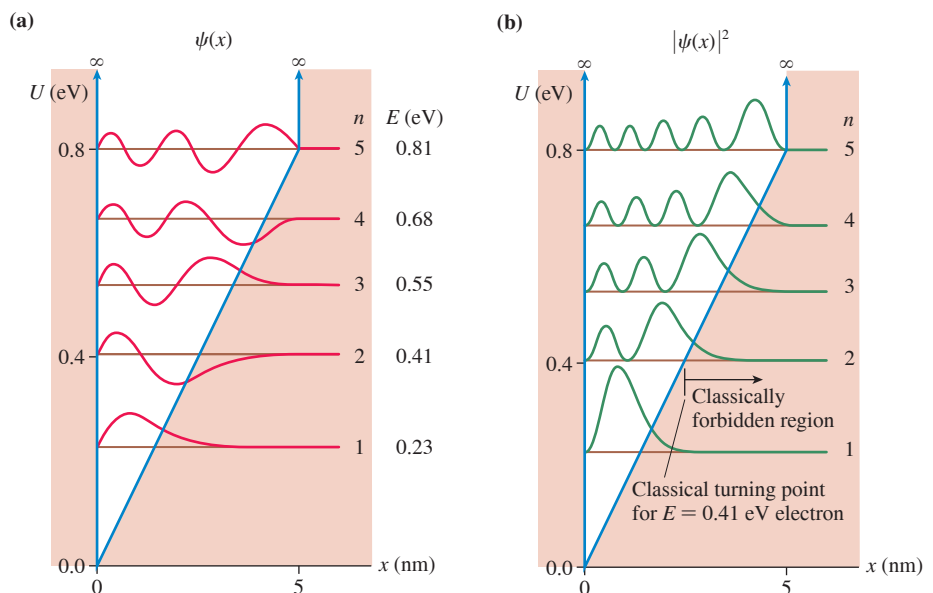 (a)
ψ(x)
∞ ∞
U (eV)
n E (eV)
0.8
5 0.81
4 0.68
3 0.55
0.4
2 0.41
1 0.23
0.0
x (nm)
0 5
(b)
|ψ(x)|²
∞ ∞
U (eV)
n
0.8
5
4
3
0.4
2
Classically
forbidden region
1
Classical turning point
for E = 0.41 eV electron
0.0
x (nm)
0 5